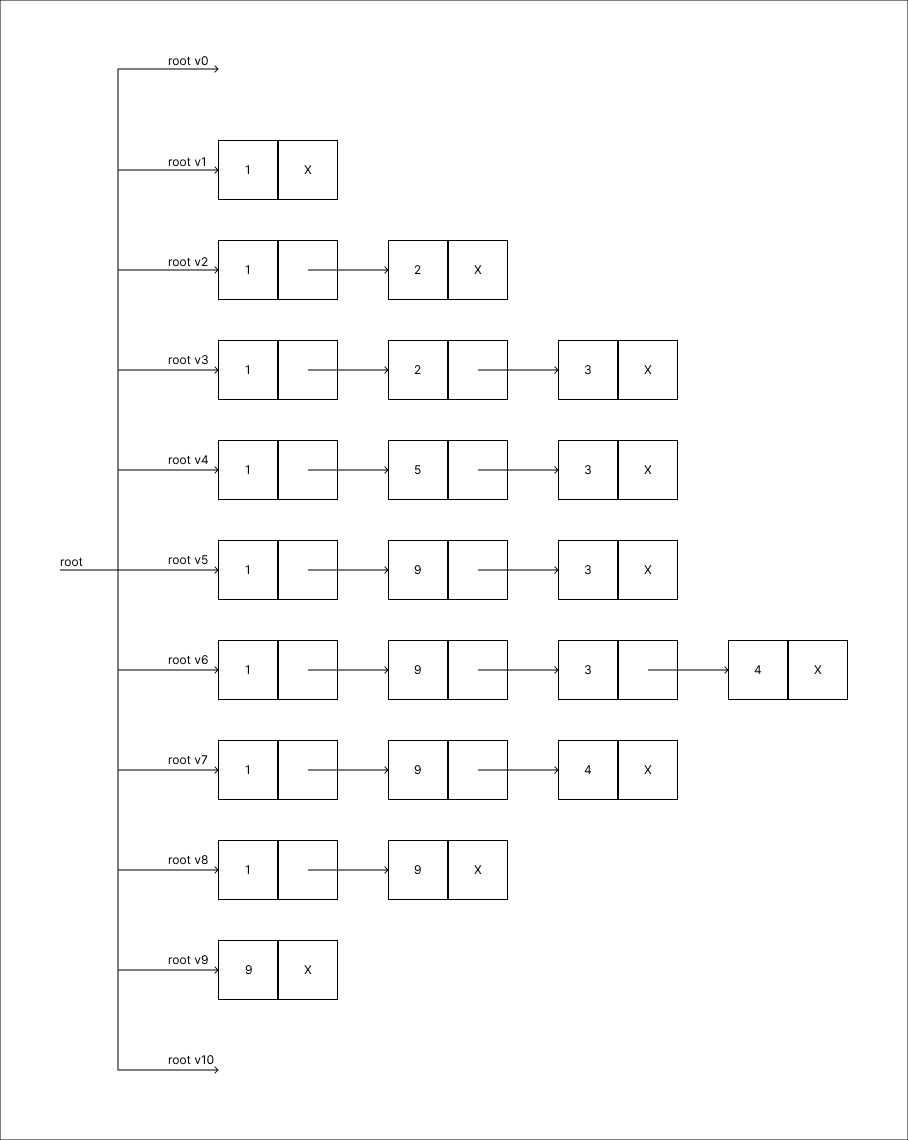 root v0
root v1
1 X
root v2
1 2 X
root v3
1 2 3 X
root v4
1 5 3 X
root
root v5
1 9 3 X
root v6
1 9 3 4 X
root v7
1 9 4 X
root v8
1 9 X
root v9
9 X
root v10